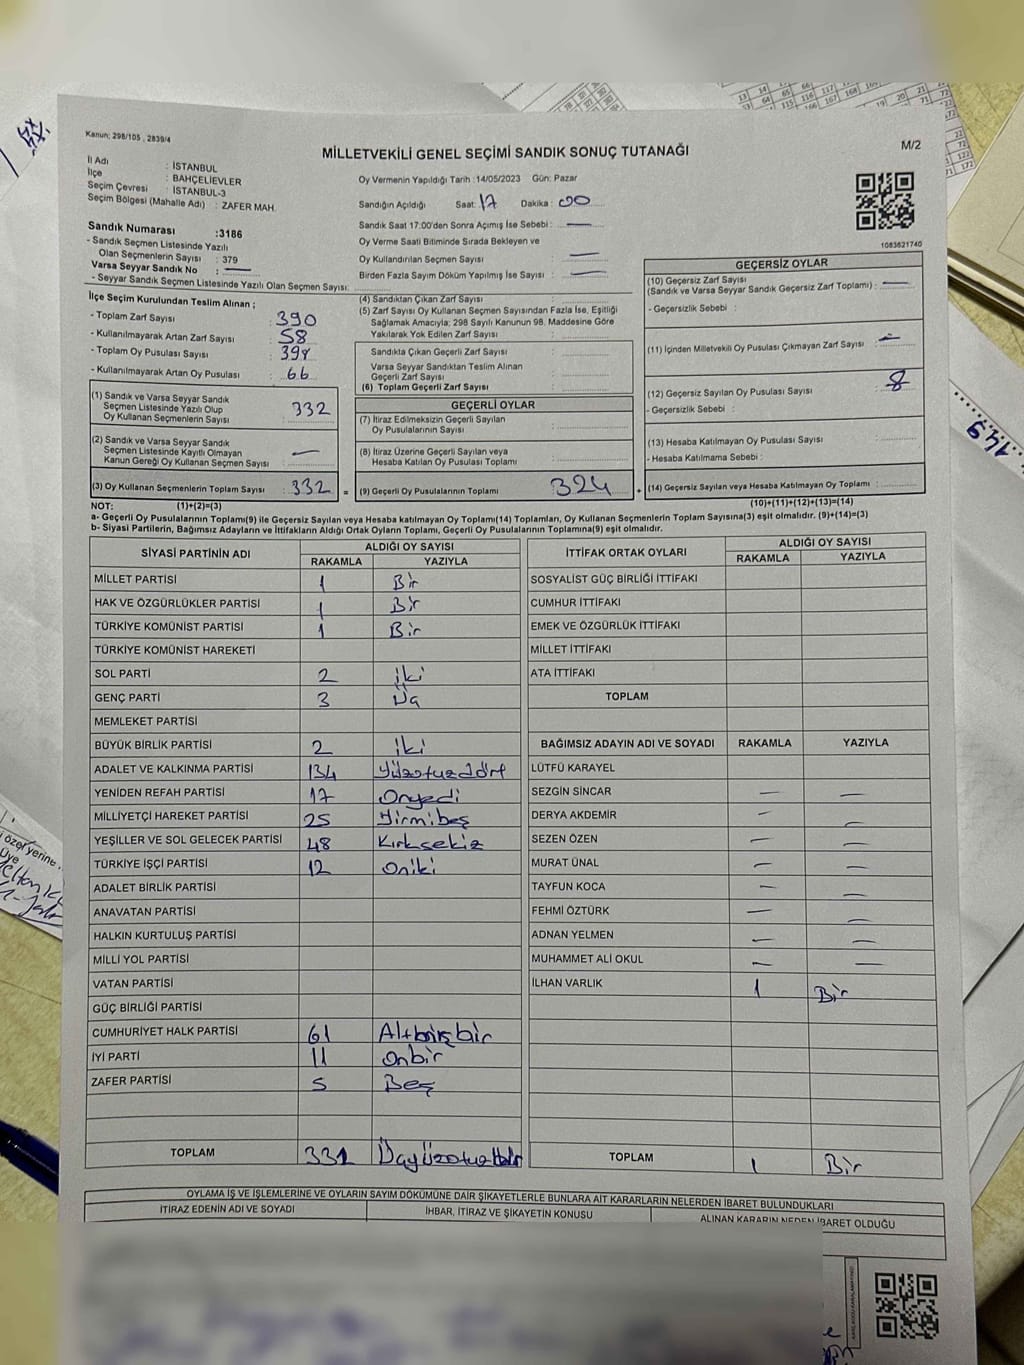 Kanun: 298/105 , 2839/4
M/2
MİLLETVEKİLİ GENEL SEÇİMİ SANDIK SONUÇ TUTANAĞI
İl Adı : İSTANBUL
İlçe : BAHÇELİEVLER
Seçim Çevresi : İSTANBUL-3
Seçim Bölgesi (Mahalle Adı) : ZAFER MAH.
Oy Vermenin Yapıldığı Tarih :14/05/2023 Gün: Pazar
Sandığın Açıldığı Saat: 17 Dakika : 00
Sandık Saat 17:00'den Sonra Açımış İse Sebebi : —
Oy Verme Saati Bitiminde Sırada Bekleyen ve
Oy Kullandırılan Seçmen Sayısı : —
Birden Fazla Sayım Döküm Yapılmış İse Sayısı : —
1083621740
Sandık Numarası :3186
- Sandık Seçmen Listesinde Yazılı
Olan Seçmenlerin Sayısı : 379
Varsa Seyyar Sandık No : —
- Seyyar Sandık Seçmen Listesinde Yazılı Olan Seçmen Sayısı:
İlçe Seçim Kurulundan Teslim Alınan ;
- Toplam Zarf Sayısı : 390
- Kullanılmayarak Artan Zarf Sayısı : 58
- Toplam Oy Pusulası Sayısı : 398
- Kullanılmayarak Artan Oy Pusulası : 66
(1) Sandık ve Varsa Seyyar Sandık
Seçmen Listesinde Yazılı Olup
Oy Kullanan Seçmenlerin Sayısı : 332
(2) Sandık ve Varsa Seyyar Sandık
Seçmen Listesinde Kayıtlı Olmayan
Kanun Gereği Oy Kullanan Seçmen Sayısı : —
(3) Oy Kullanan Seçmenlerin Toplam Sayısı : 332 =
(4) Sandıktan Çıkan Zarf Sayısı :
(5) Zarf Sayısı Oy Kullanan Seçmen Sayısından Fazla İse, Eşitliği
Sağlamak Amacıyla; 298 Sayılı Kanunun 98. Maddesine Göre
Yakılarak Yok Edilen Zarf Sayısı :
Sandıkta Çıkan Geçerli Zarf Sayısı :
Varsa Seyyar Sandıktan Teslim Alınan
Geçerli Zarf Sayısı :
(6) Toplam Geçerli Zarf Sayısı :
GEÇERLİ OYLAR
(7) İtiraz Edilmeksizin Geçerli Sayılan
Oy Pusulalarının Sayısı :
(8) İtiraz Üzerine Geçerli Sayılan veya
Hesaba Katılan Oy Pusulası Toplamı :
(9) Geçerli Oy Pusulalarının Toplamı : 324 +
GEÇERSİZ OYLAR
(10) Geçersiz Zarf Sayısı
(Sandık ve Varsa Seyyar Sandık Geçersiz Zarf Toplamı) : —
- Geçersizlik Sebebi :
(11) İçinden Milletvekili Oy Pusulası Çıkmayan Zarf Sayısı : —
(12) Geçersiz Sayılan Oy Pusulası Sayısı : 8
- Geçersizlik Sebebi :
(13) Hesaba Katılmayan Oy Pusulası Sayısı :
- Hesaba Katılmama Sebebi :
(14) Geçersiz Sayılan veya Hesaba Katılmayan Oy Toplamı :
NOT: (1)+(2)=(3) (10)+(11)+(12)+(13)=(14)
a- Geçerli Oy Pusulalarının Toplamı(9) ile Geçersiz Sayılan veya Hesaba katılmayan Oy Toplamı(14) Toplamları, Oy Kullanan Seçmenlerin Toplam Sayısına(3) eşit olmalıdır. (9)+(14)=(3)
b- Siyasi Partilerin, Bağımsız Adayların ve İttifakların Aldığı Ortak Oyların Toplamı, Geçerli Oy Pusulalarının Toplamına(9) eşit olmalıdır.
SİYASİ PARTİNİN ADI ALDIĞI OY SAYISI
RAKAMLA YAZIYLA
MİLLET PARTİSİ 1 Bir
HAK VE ÖZGÜRLÜKLER PARTİSİ 1 Bir
TÜRKİYE KOMÜNİST PARTİSİ 1 Bir
TÜRKİYE KOMÜNİST HAREKETİ
SOL PARTİ 2 iki
GENÇ PARTİ 3 Üç
MEMLEKET PARTİSİ
BÜYÜK BİRLİK PARTİSİ 2 iki
ADALET VE KALKINMA PARTİSİ 134 Yüzotuzdört
YENİDEN REFAH PARTİSİ 17 Onyedi
MİLLİYETÇİ HAREKET PARTİSİ 25 Yirmibeş
YEŞİLLER VE SOL GELECEK PARTİSİ 48 Kırksekiz
TÜRKİYE İŞÇİ PARTİSİ 12 Oniki
ADALET BİRLİK PARTİSİ
ANAVATAN PARTİSİ
HALKIN KURTULUŞ PARTİSİ
MİLLİ YOL PARTİSİ
VATAN PARTİSİ
GÜÇ BİRLİĞİ PARTİSİ
CUMHURİYET HALK PARTİSİ 61 Altmışbir
İYİ PARTİ 11 onbir
ZAFER PARTİSİ 5 Beş
TOPLAM
İTTİFAK ORTAK OYLARI ALDIĞI OY SAYISI
RAKAMLA YAZIYLA
SOSYALİST GÜÇ BİRLİĞİ İTTİFAKI
CUMHUR İTTİFAKI
EMEK VE ÖZGÜRLÜK İTTİFAKI
MİLLET İTTİFAKI
ATA İTTİFAKI
TOPLAM
BAĞIMSIZ ADAYIN ADI VE SOYADI RAKAMLA YAZIYLA
LÜTFÜ KARAYEL
SEZGİN SİNCAR — —
DERYA AKDEMİR — —
SEZEN ÖZEN — —
MURAT ÜNAL — —
TAYFUN KOCA — —
FEHMİ ÖZTÜRK — —
ADNAN YELMEN — —
MUHAMMET ALİ OKUL — —
İLHAN VARLIK 1 Bir
TOPLAM 1 Bir
OYLAMA İŞ VE İŞLEMLERİNE VE OYLARIN SAYIM DÖKÜMÜNE DAİR ŞİKAYETLERLE BUNLARA AİT KARARLARIN NELERDEN İBARET BULUNDUKLARI
İTİRAZ EDENİN ADI VE SOYADI İHBAR, İTİRAZ VE ŞİKAYETİN KONUSU ALINAN KARARIN NEDEN İBARET OLDUĞU